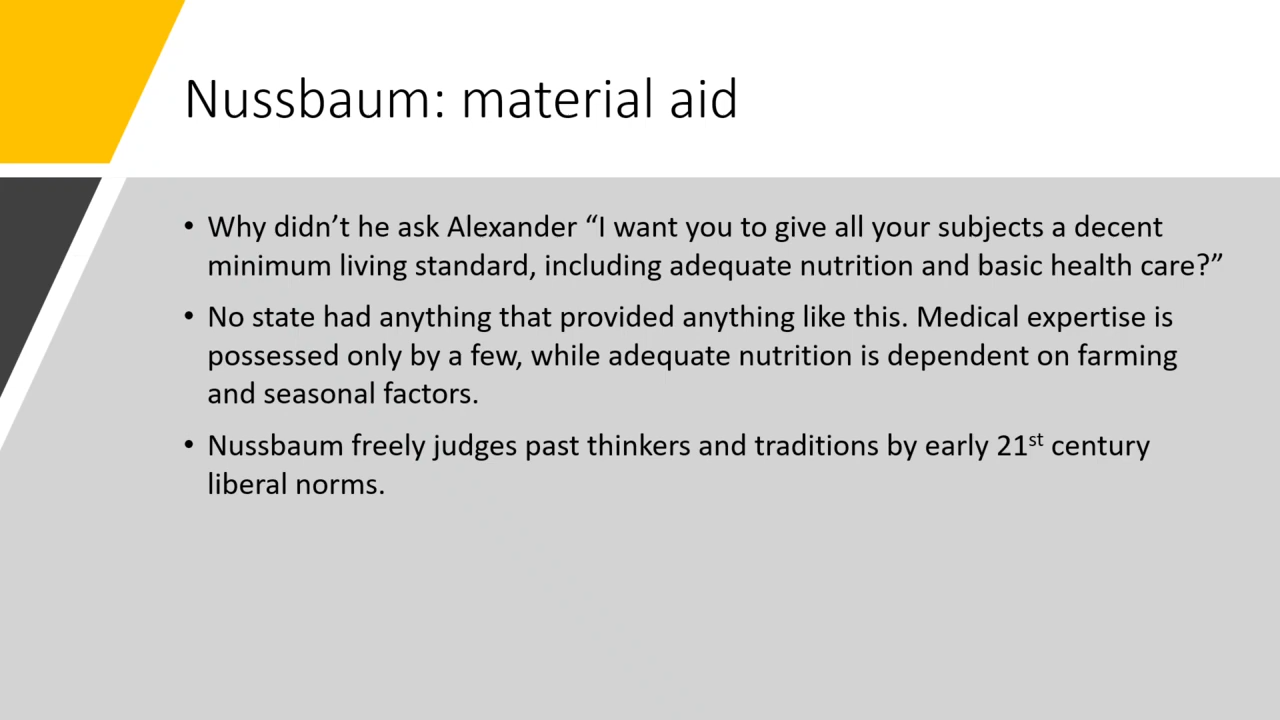 Nussbaum: material aid
• Why didn’t he ask Alexander “I want you to give all your subjects a decent
minimum living standard, including adequate nutrition and basic health care?”
• No state had anything that provided anything like this. Medical expertise is
possessed only by a few, while adequate nutrition is dependent on farming
and seasonal factors.
• Nussbaum freely judges past thinkers and traditions by early 21st century
liberal norms.